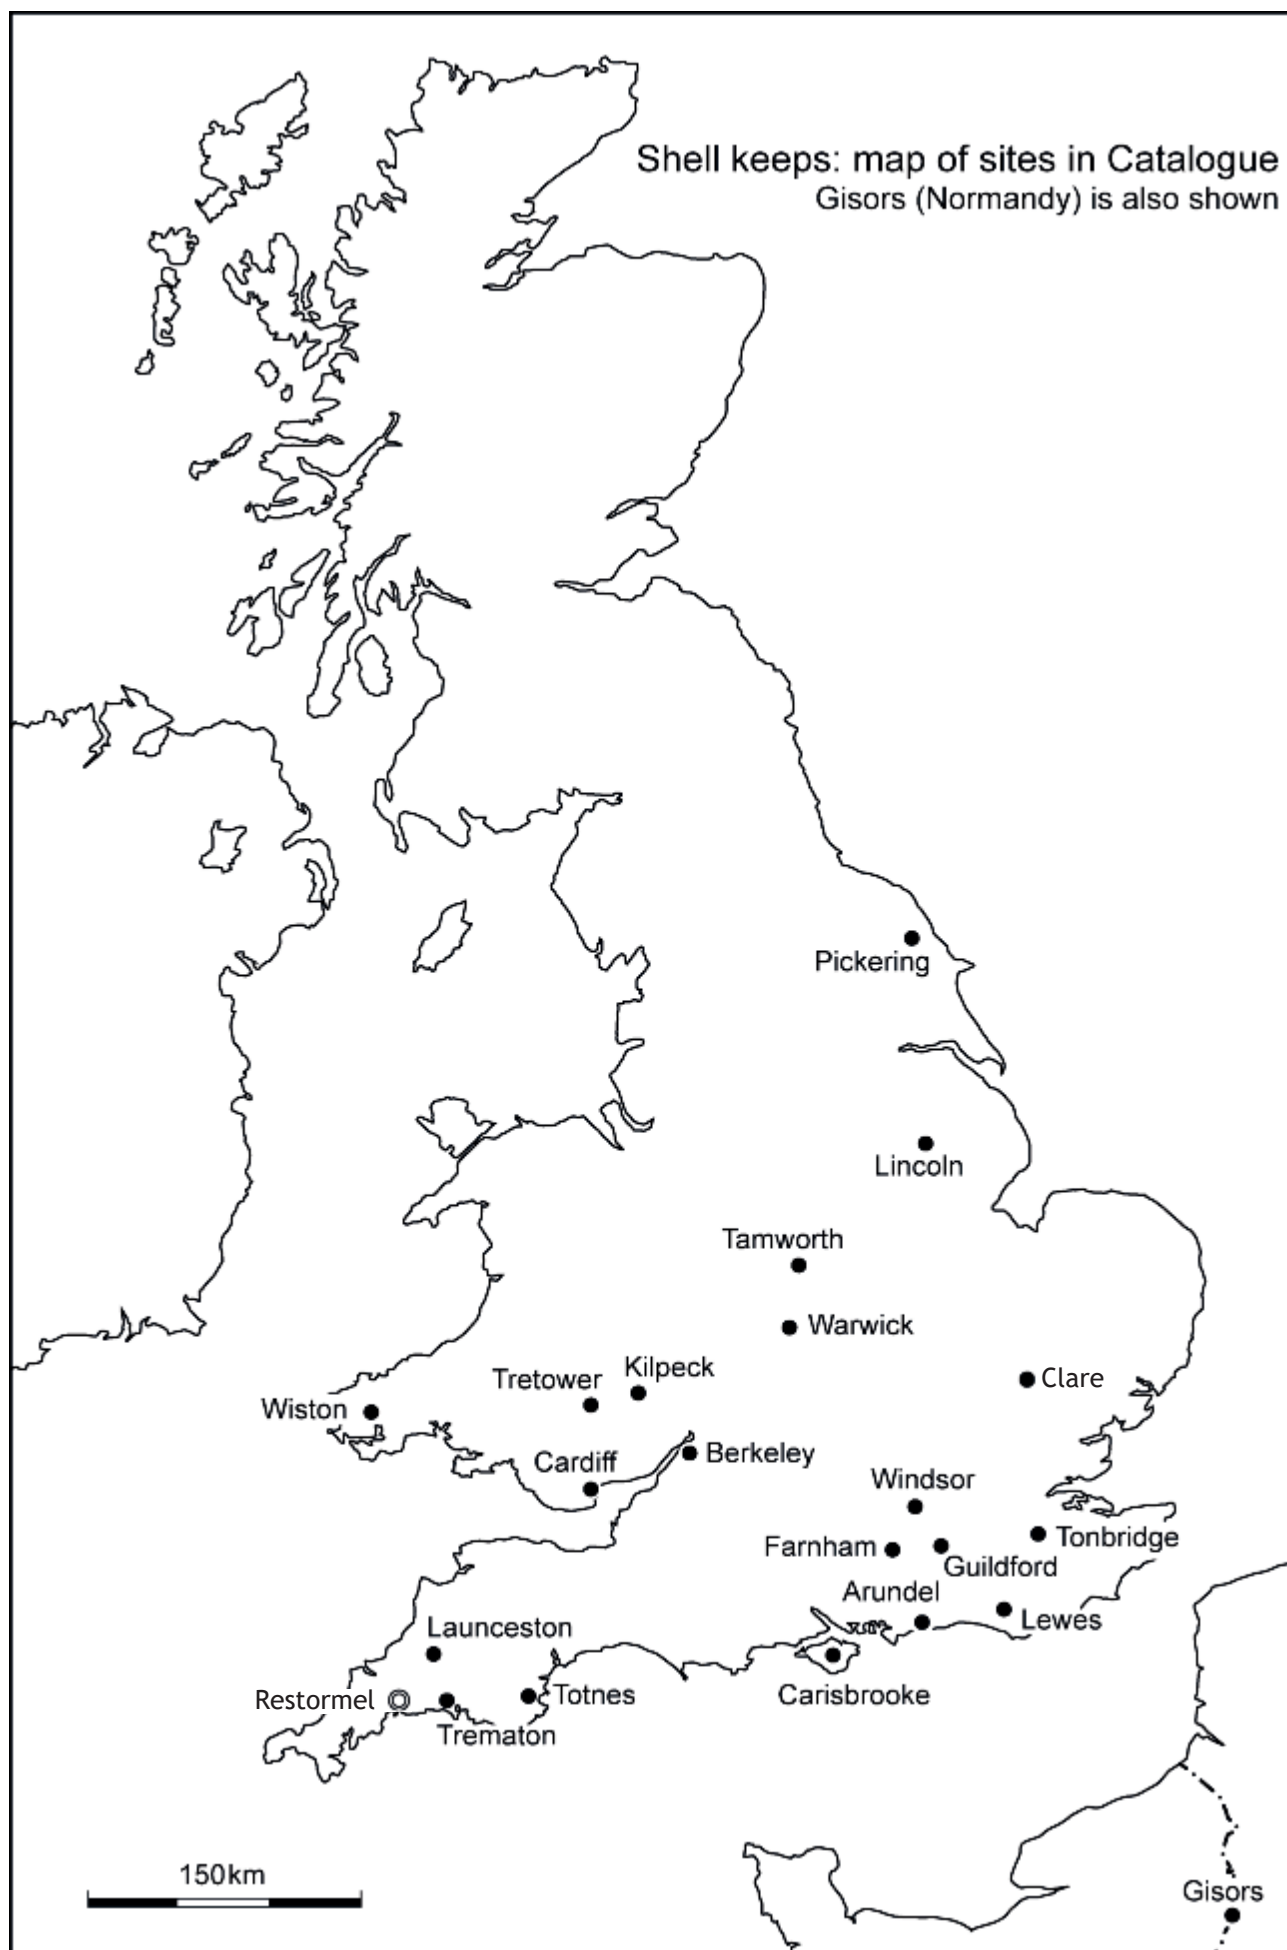 Shell keeps: map of sites in Catalogue
Gisors (Normandy) is also shown
Pickering
Lincoln
Tamworth
Warwick
Kilpeck
Tretower
Clare
Wiston
Berkeley
Cardiff
Windsor
Tonbridge
Farnham
Guildford
Arundel
Lewes
Launceston
Carisbrooke
Restormel
Totnes
Trematon
150km
Gisors